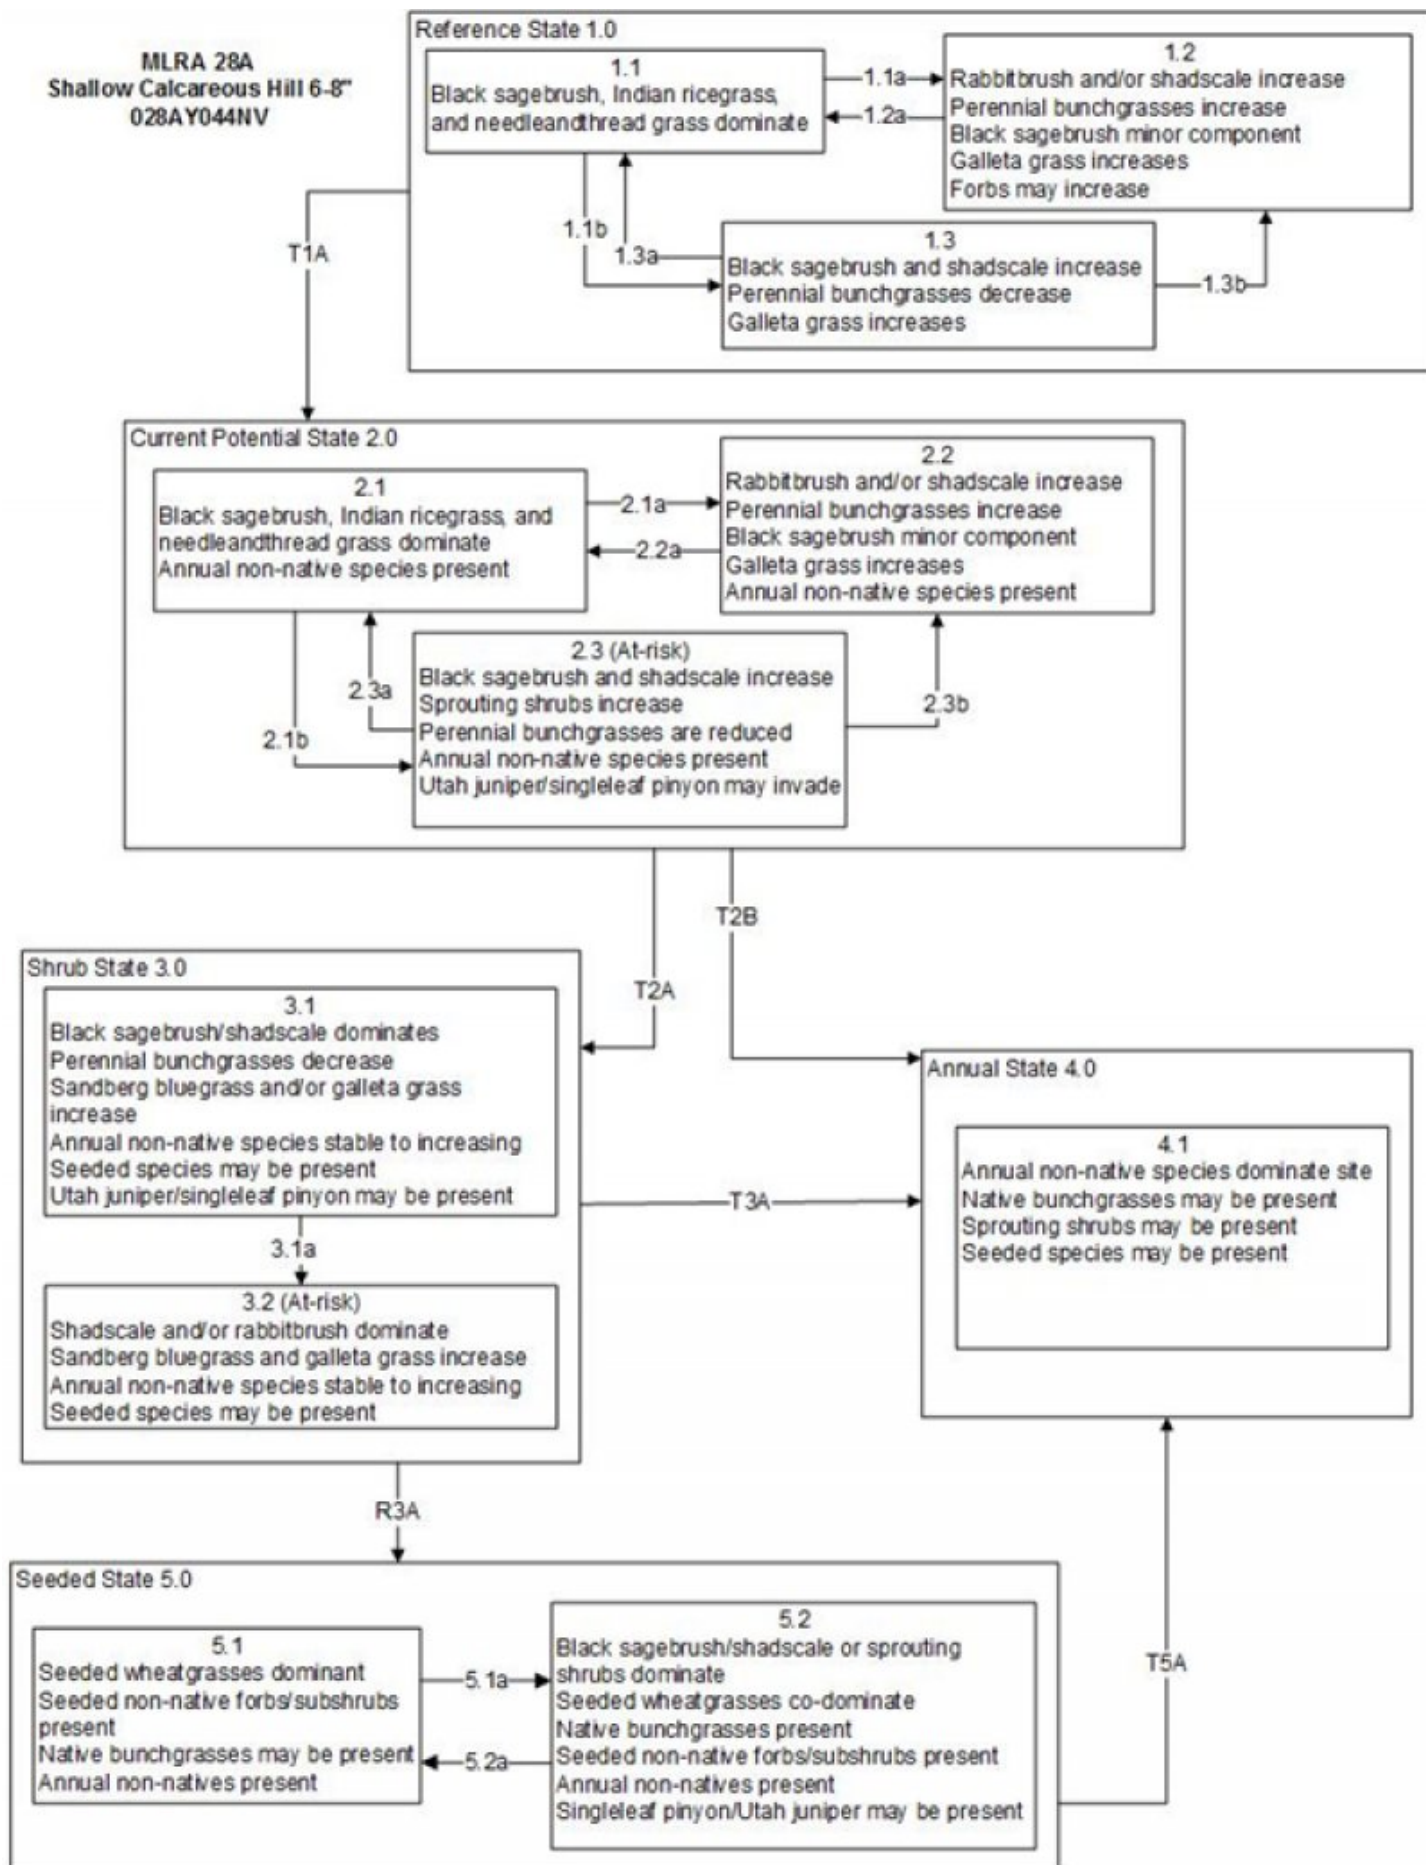 MLRA 28A
Shallow Calcareous Hill 6-8"
028AY044NV
Reference State 1.0
1.1
Black sagebrush, Indian ricegrass,
and needleandthread grass dominate
1.1a
1.2a
1.2
Rabbitbrush and/or shadscale increase
Perennial bunchgrasses increase
Black sagebrush minor component
Galleta grass increases
Forbs may increase
1.1b
1.3a
1.3
Black sagebrush and shadscale increase
Perennial bunchgrasses decrease
Galleta grass increases
1.3b
T1A
Current Potential State 2.0
2.1
Black sagebrush, Indian ricegrass, and
needleandthread grass dominate
Annual non-native species present
2.1a
2.2a
2.2
Rabbitbrush and/or shadscale increase
Perennial bunchgrasses increase
Black sagebrush minor component
Galleta grass increases
Annual non-native species present
2.1b
2.3a
2.3 (At-risk)
Black sagebrush and shadscale increase
Sprouting shrubs increase
Perennial bunchgrasses are reduced
Annual non-native species present
Utah juniper/singleleaf pinyon may invade
2.3b
T2A
T2B
Shrub State 3.0
3.1
Black sagebrush/shadscale dominates
Perennial bunchgrasses decrease
Sandberg bluegrass and/or galleta grass
increase
Annual non-native species stable to increasing
Seeded species may be present
Utah juniper/singleleaf pinyon may be present
3.1a
3.2 (At-risk)
Shadscale and/or rabbitbrush dominate
Sandberg bluegrass and galleta grass increase
Annual non-native species stable to increasing
Seeded species may be present
T3A
Annual State 4.0
4.1
Annual non-native species dominate site
Native bunchgrasses may be present
Sprouting shrubs may be present
Seeded species may be present
R3A
Seeded State 5.0
5.1
Seeded wheatgrasses dominant
Seeded non-native forbs/subshrubs
present
Native bunchgrasses may be present
Annual non-natives present
5.1a
5.2a
5.2
Black sagebrush/shadscale or sprouting
shrubs dominate
Seeded wheatgrasses co-dominate
Native bunchgrasses present
Seeded non-native forbs/subshrubs present
Annual non-natives present
Singleleaf pinyon/Utah juniper may be present
T5A